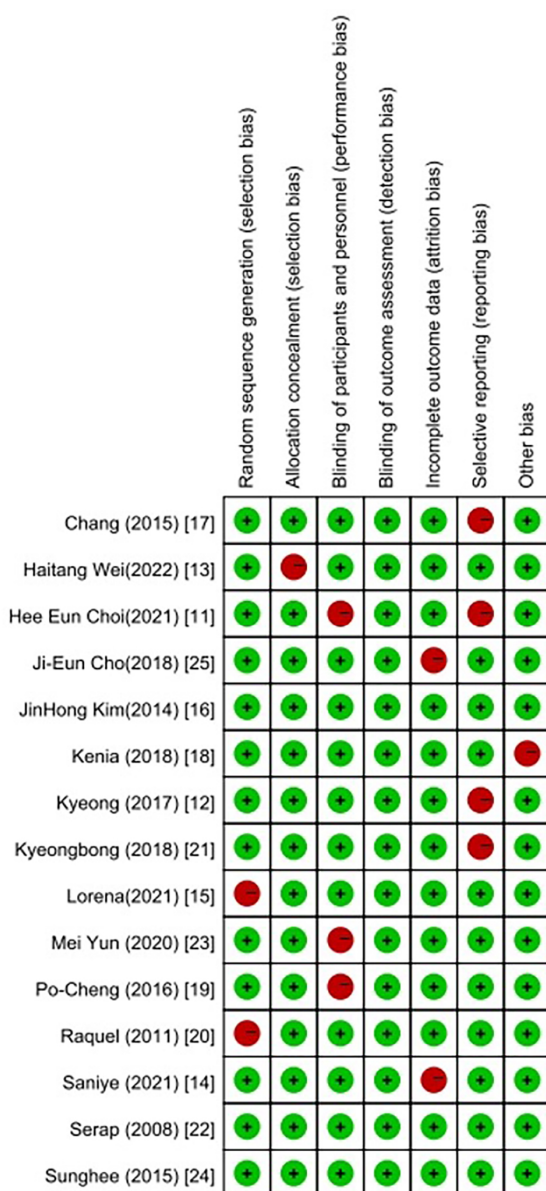 Random sequence generation (selection bias)
Allocation concealment (selection bias)
Blinding of participants and personnel (performance bias)
Blinding of outcome assessment (detection bias)
Incomplete outcome data (attrition bias)
Selective reporting (reporting bias)
Other bias
Chang (2015) [17] + + + + + - +
Haitang Wei(2022) [13] + - + + + + +
Hee Eun Choi(2021) [11] + + - + + - +
Ji-Eun Cho(2018) [25] + + + + - + +
JinHong Kim(2014) [16] + + + + + + +
Kenia (2018) [18] + + + + + + -
Kyeong (2017) [12] + + + + + - +
Kyeongbong (2018) [21] + + + + + - +
Lorena(2021) [15] - + + + + + +
Mei Yun (2020) [23] + + - + + + +
Po-Cheng (2016) [19] + + - + + + +
Raquel (2011) [20] - + + + + + +
Saniye (2021) [14] + + + + - + +
Serap (2008) [22] + + + + + + +
Sunghee (2015) [24] + + + + + + +